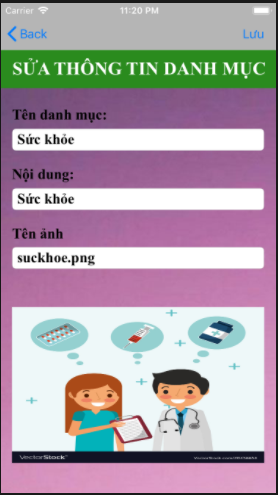 Carrier 11:20 PM
Back Lưu
SỬA THÔNG TIN DANH MỤC
Tên danh mục:
Sức khỏe
Nội dung:
Sức khỏe
Tên ảnh
suckhoe.png
VectorStock